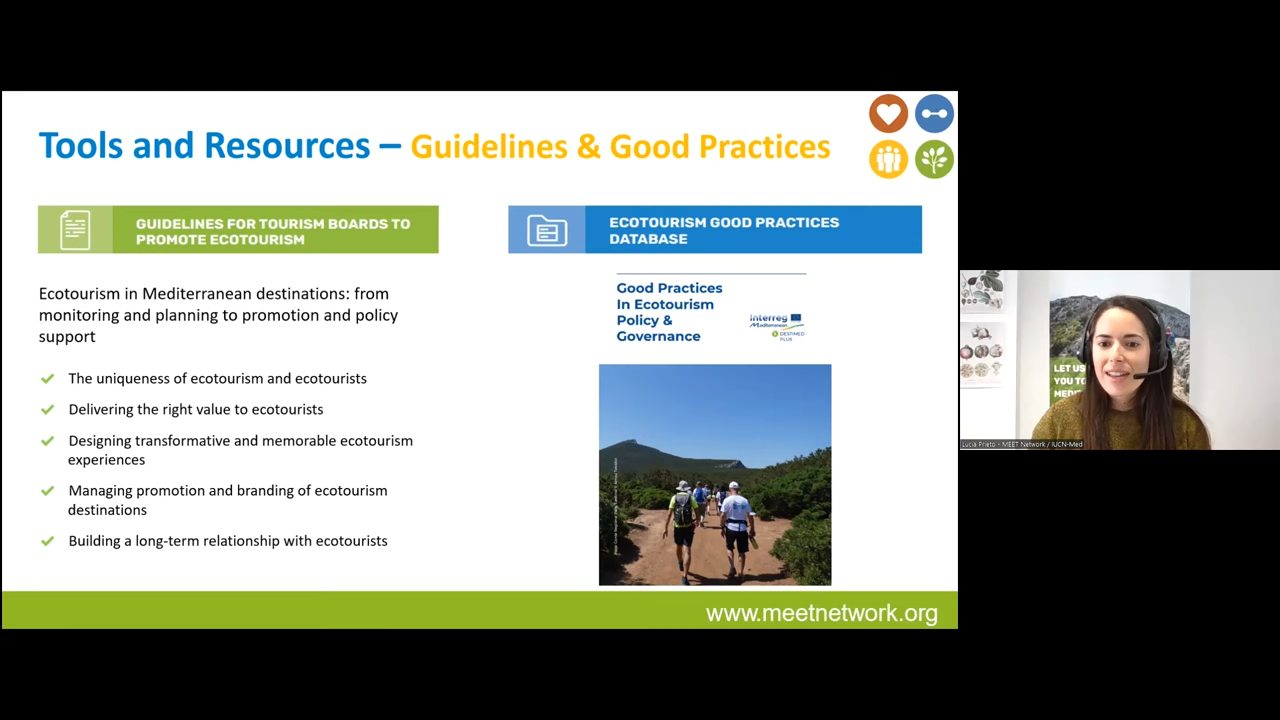 Tools and Resources – Guidelines & Good Practices
GUIDELINES FOR TOURISM BOARDS TO
PROMOTE ECOTOURISM
Ecotourism in Mediterranean destinations: from
monitoring and planning to promotion and policy
support
The uniqueness of ecotourism and ecotourists
Delivering the right value to ecotourists
Designing transformative and memorable ecotourism
experiences
Managing promotion and branding of ecotourism
destinations
Building a long-term relationship with ecotourists
ECOTOURISM GOOD PRACTICES
DATABASE
Good Practices
In Ecotourism
Policy &
Governance
Interreg
Mediterranean
DESTIMED
PLUS
www.meetnetwork.org
LET US
YOU TO
Lucía Prieto - MEET Network / IUCN-Med